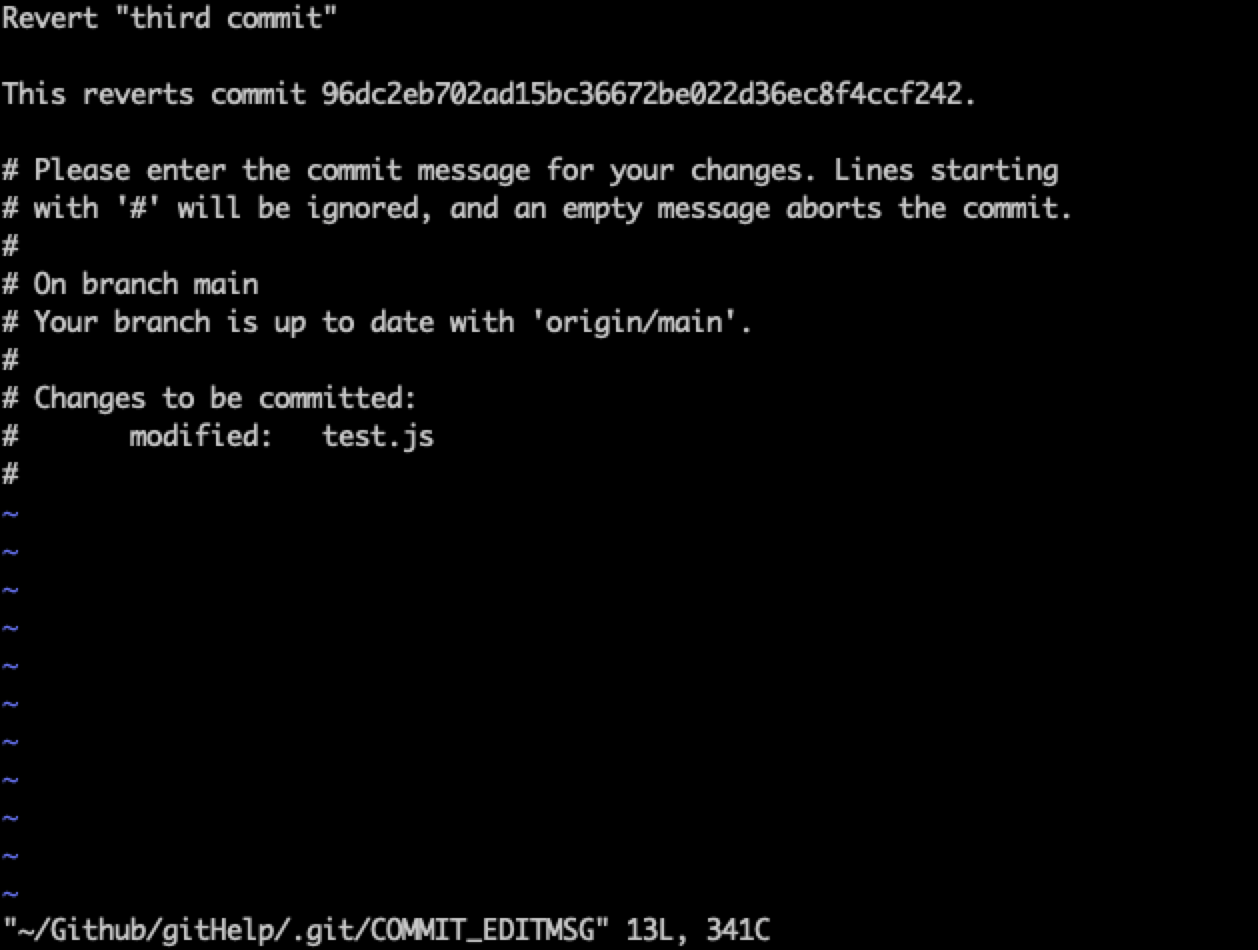 Revert "third commit"
This reverts commit 96dc2eb702ad15bc36672be022d36ec8f4ccf242.
# Please enter the commit message for your changes. Lines starting
# with '#' will be ignored, and an empty message aborts the commit.
#
# On branch main
# Your branch is up to date with 'origin/main'.
#
# Changes to be committed:
#       modified:   test.js
#
~
~
~
~
~
~
~
~
~
~
~
"~/Github/gitHelp/.git/COMMIT_EDITMSG" 13L, 341C